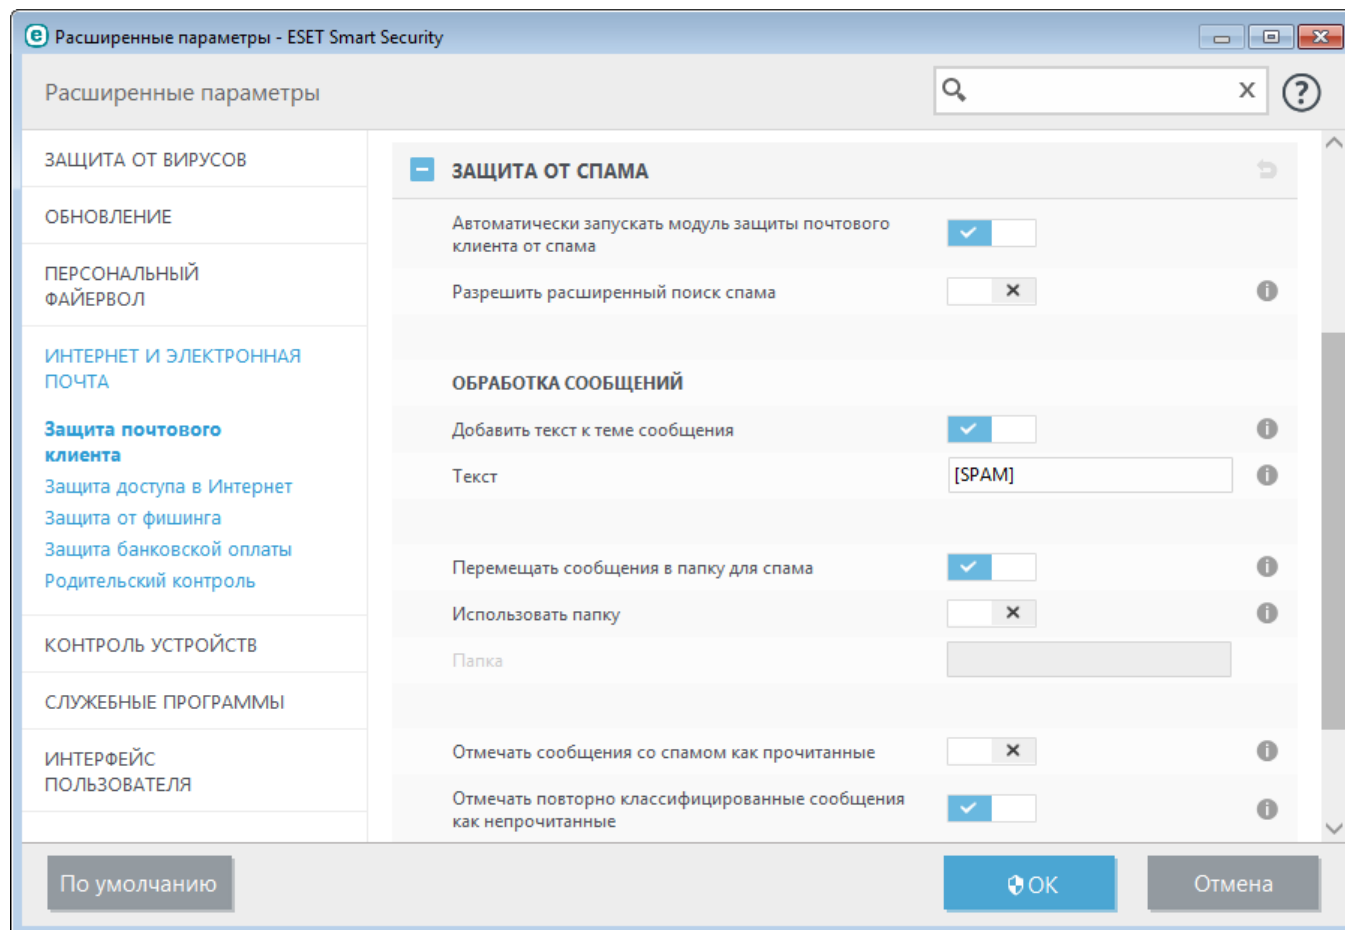 Расширенные параметры - ESET Smart Security
Расширенные параметры
ЗАЩИТА ОТ ВИРУСОВ
ОБНОВЛЕНИЕ
ПЕРСОНАЛЬНЫЙ
ФАЙЕРВОЛ
ИНТЕРНЕТ И ЭЛЕКТРОННАЯ
ПОЧТА
Защита почтового
клиента
Защита доступа в Интернет
Защита от фишинга
Защита банковской оплаты
Родительский контроль
КОНТРОЛЬ УСТРОЙСТВ
СЛУЖЕБНЫЕ ПРОГРАММЫ
ИНТЕРФЕЙС
ПОЛЬЗОВАТЕЛЯ
ЗАЩИТА ОТ СПАМА
Автоматически запускать модуль защиты почтового
клиента от спама
Разрешить расширенный поиск спама
ОБРАБОТКА СООБЩЕНИЙ
Добавить текст к теме сообщения
Текст
[SPAM]
Перемещать сообщения в папку для спама
Использовать папку
Папка
Отмечать сообщения со спамом как прочитанные
Отмечать повторно классифицированные сообщения
как непрочитанные
По умолчанию
ОК
Отмена